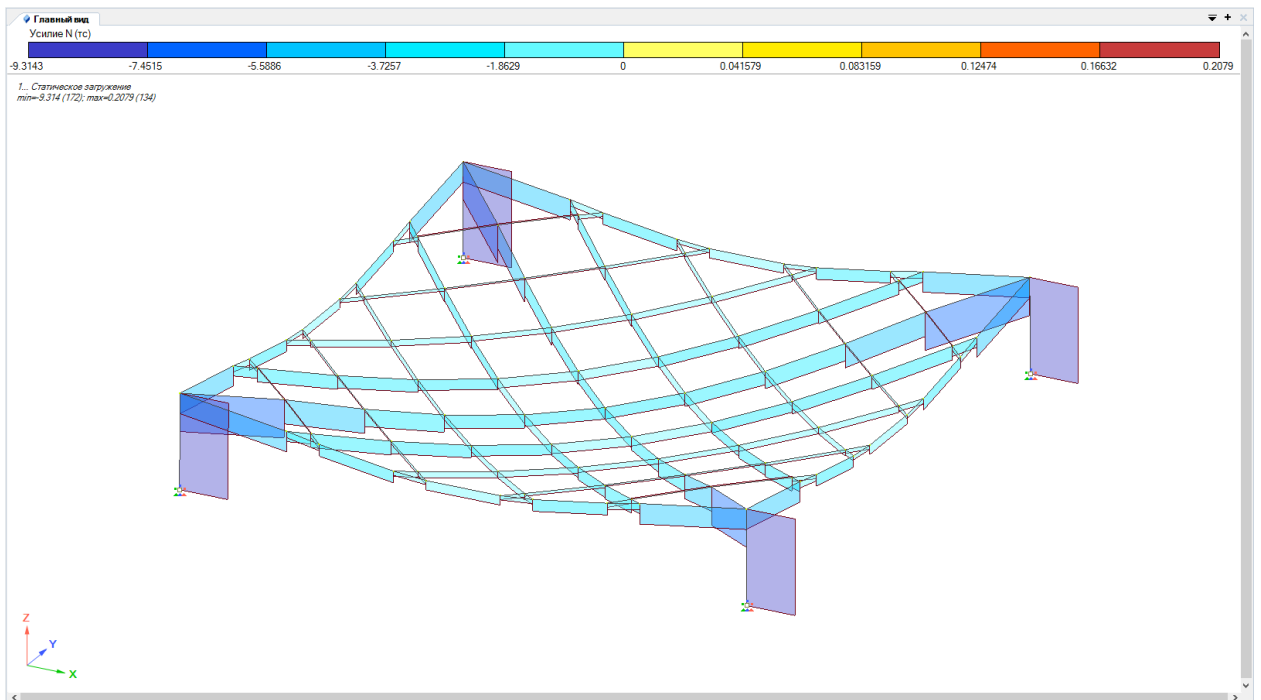 Главный вид
Усилие N (тс)
-9.3143 -7.4515 -5.5886 -3.7257 -1.8629 0 0.041579 0.083159 0.12474 0.16632 0.2079
1... Статическое загружение
min=-9.314 (172); max=0.2079 (134)
Z
Y
X